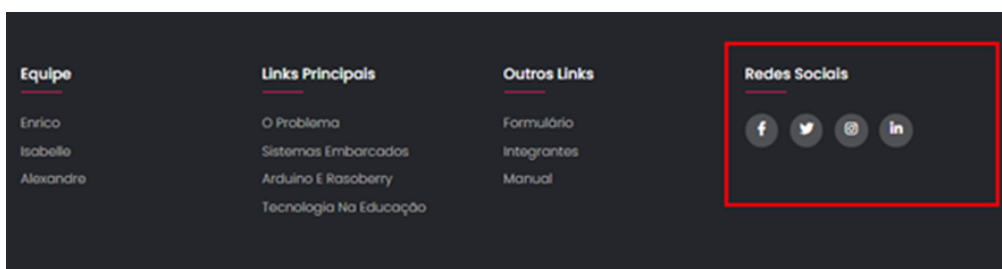 Equipe
Enrico
Isabelle
Alexandre
Links Principais
O Problema
Sistemas Embarcados
Arduino E Rasoberry
Tecnologia Na Educação
Outros Links
Formulário
Integrantes
Manual
Redes Sociais